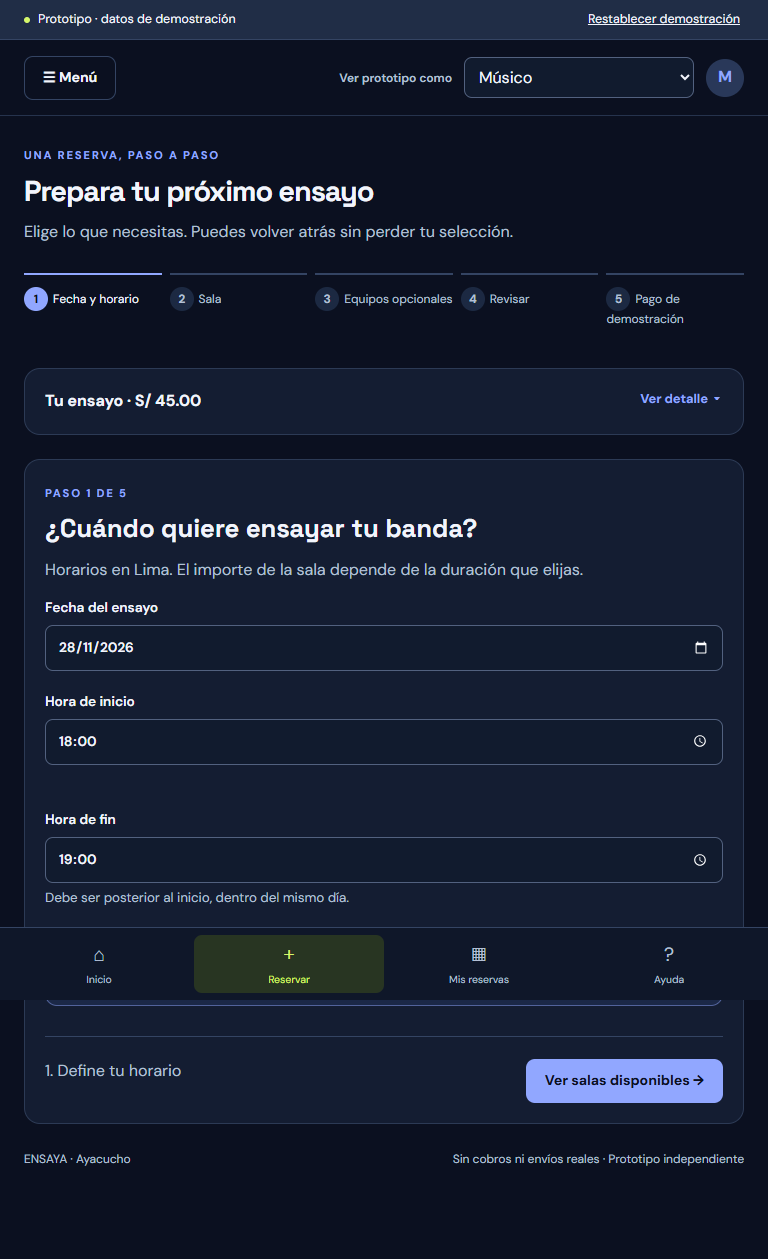 Prototipo · datos de demostración
Restablecer demostración
☰ Menú
Ver prototipo como
Músico
M
UNA RESERVA, PASO A PASO
Prepara tu próximo ensayo
Elige lo que necesitas. Puedes volver atrás sin perder tu selección.
1 Fecha y horario
2 Sala
3 Equipos opcionales
4 Revisar
5 Pago de
demostración
Tu ensayo · S/ 45.00
Ver detalle
PASO 1 DE 5
¿Cuándo quiere ensayar tu banda?
Horarios en Lima. El importe de la sala depende de la duración que elijas.
Fecha del ensayo
28/11/2026
Hora de inicio
18:00
Hora de fin
19:00
Debe ser posterior al inicio, dentro del mismo día.
Inicio
+
Reservar
Mis reservas
?
Ayuda
1. Define tu horario
Ver salas disponibles →
ENSAYA · Ayacucho
Sin cobros ni envíos reales · Prototipo independiente